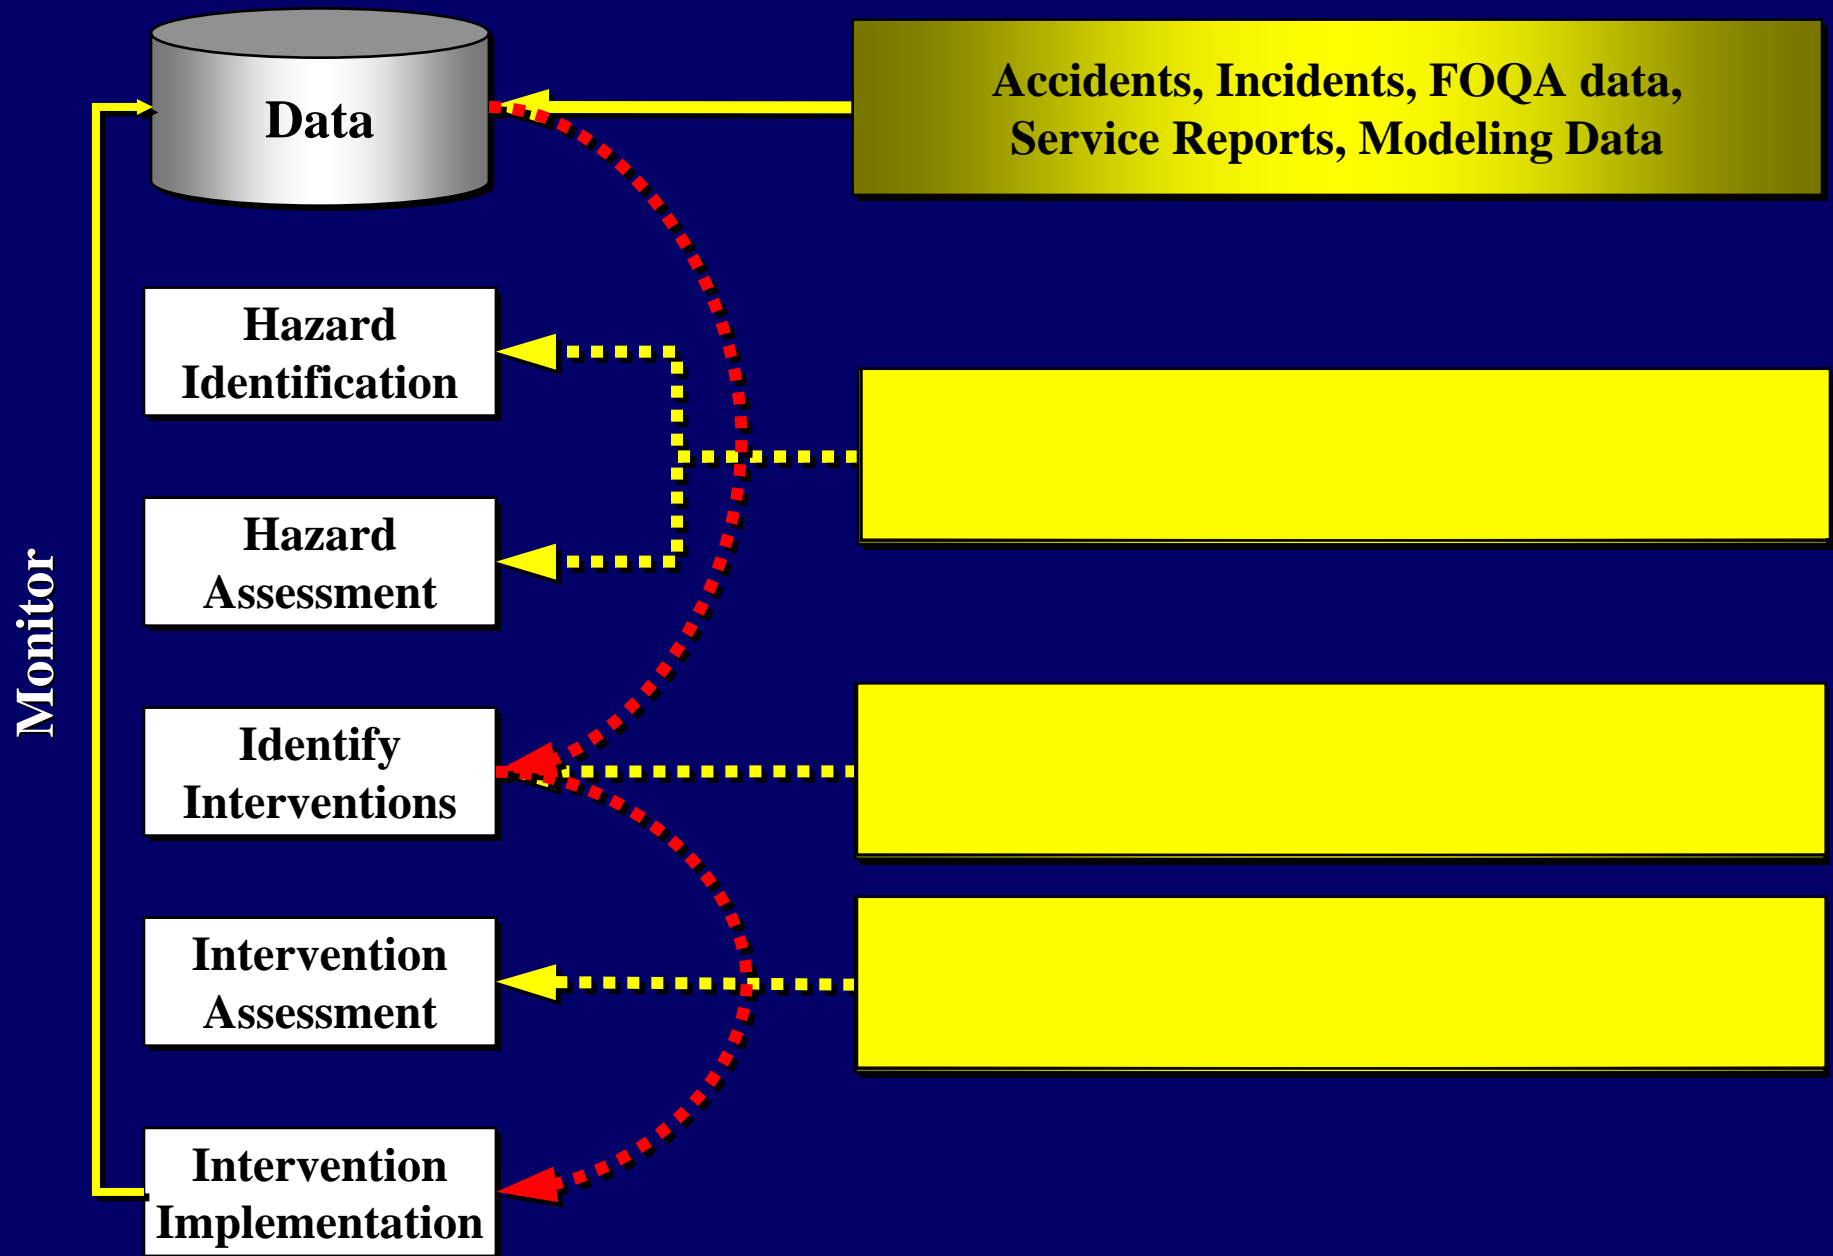 Data
Accidents, Incidents, FOQA data,
Service Reports, Modeling Data
Hazard
Identification
Hazard
Assessment
Monitor
Identify
Interventions
Intervention
Assessment
Intervention
Implementation